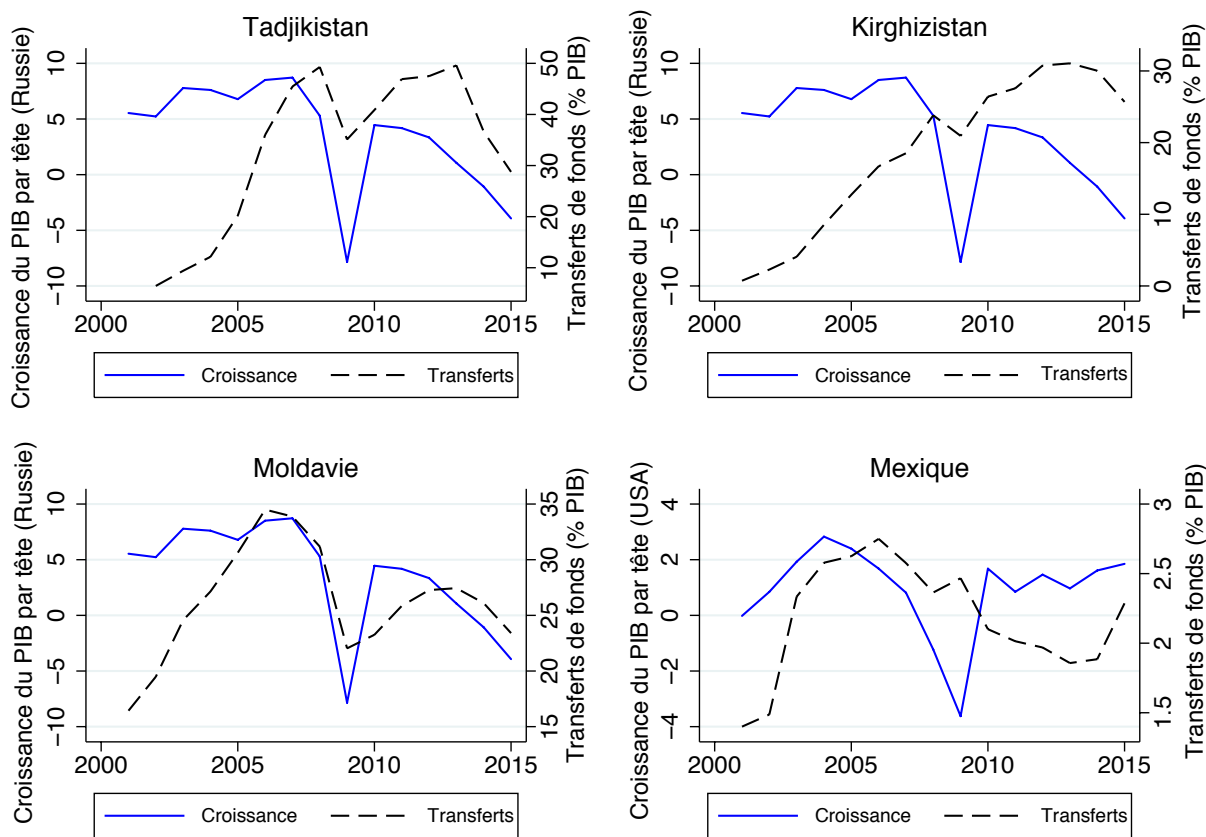 Tadjikistan
Croissance du PIB par tête (Russie)
10
5
0
−5
−10
50
40
30
20
10
Transferts de fonds (% PIB)
2000 2005 2010 2015
Croissance Transferts
Kirghizistan
Croissance du PIB par tête (Russie)
10
5
0
−5
−10
30
20
10
0
Transferts de fonds (% PIB)
2000 2005 2010 2015
Croissance Transferts
Moldavie
Croissance du PIB par tête (Russie)
10
5
0
−5
−10
35
30
25
20
15
Transferts de fonds (% PIB)
2000 2005 2010 2015
Croissance Transferts
Mexique
Croissance du PIB par tête (USA)
4
2
0
−2
−4
3
2.5
2
1.5
Transferts de fonds (% PIB)
2000 2005 2010 2015
Croissance Transferts